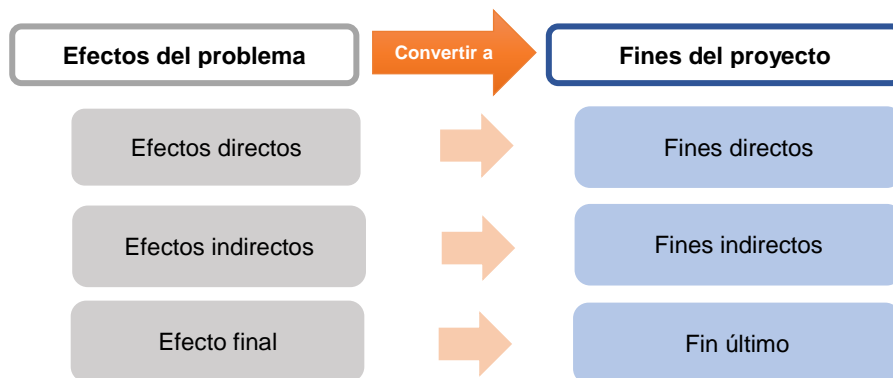 Efectos del problema
Convertir a
Fines del proyecto
Efectos directos
Fines directos
Efectos indirectos
Fines indirectos
Efecto final
Fin último